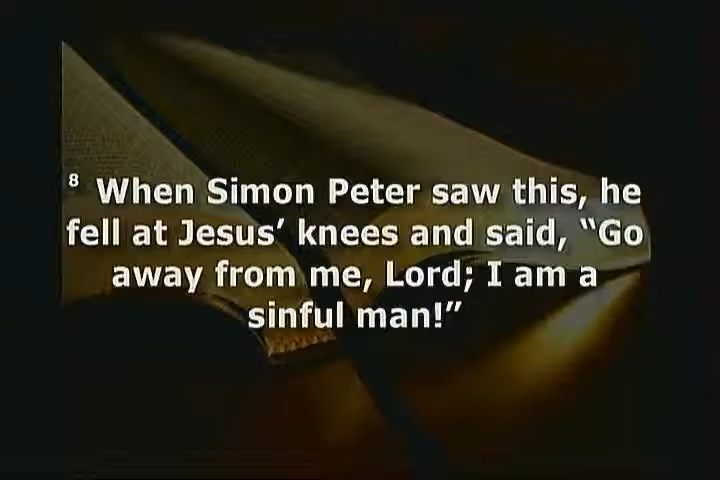 ⁸ When Simon Peter saw this, he
fell at Jesus’ knees and said, “Go
away from me, Lord; I am a
sinful man!”